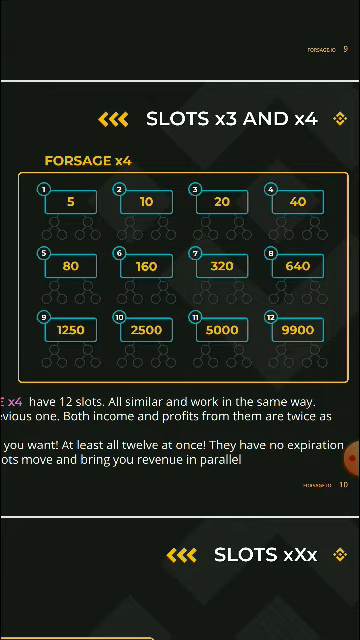 FORSAGE.IO 9
SLOTS x3 AND x4
FORSAGE x4
1 2 3 4
5 10 20 40
5 6 7 8
80 160 320 640
9 10 11 12
1250 2500 5000 9900
E x4 have 12 slots. All similar and work in the same way.
evious one. Both income and profits from them are twice as
you want! At least all twelve at once! They have no expiration
ots move and bring you revenue in parallel
FORSAGE.IO 10
SLOTS xXx